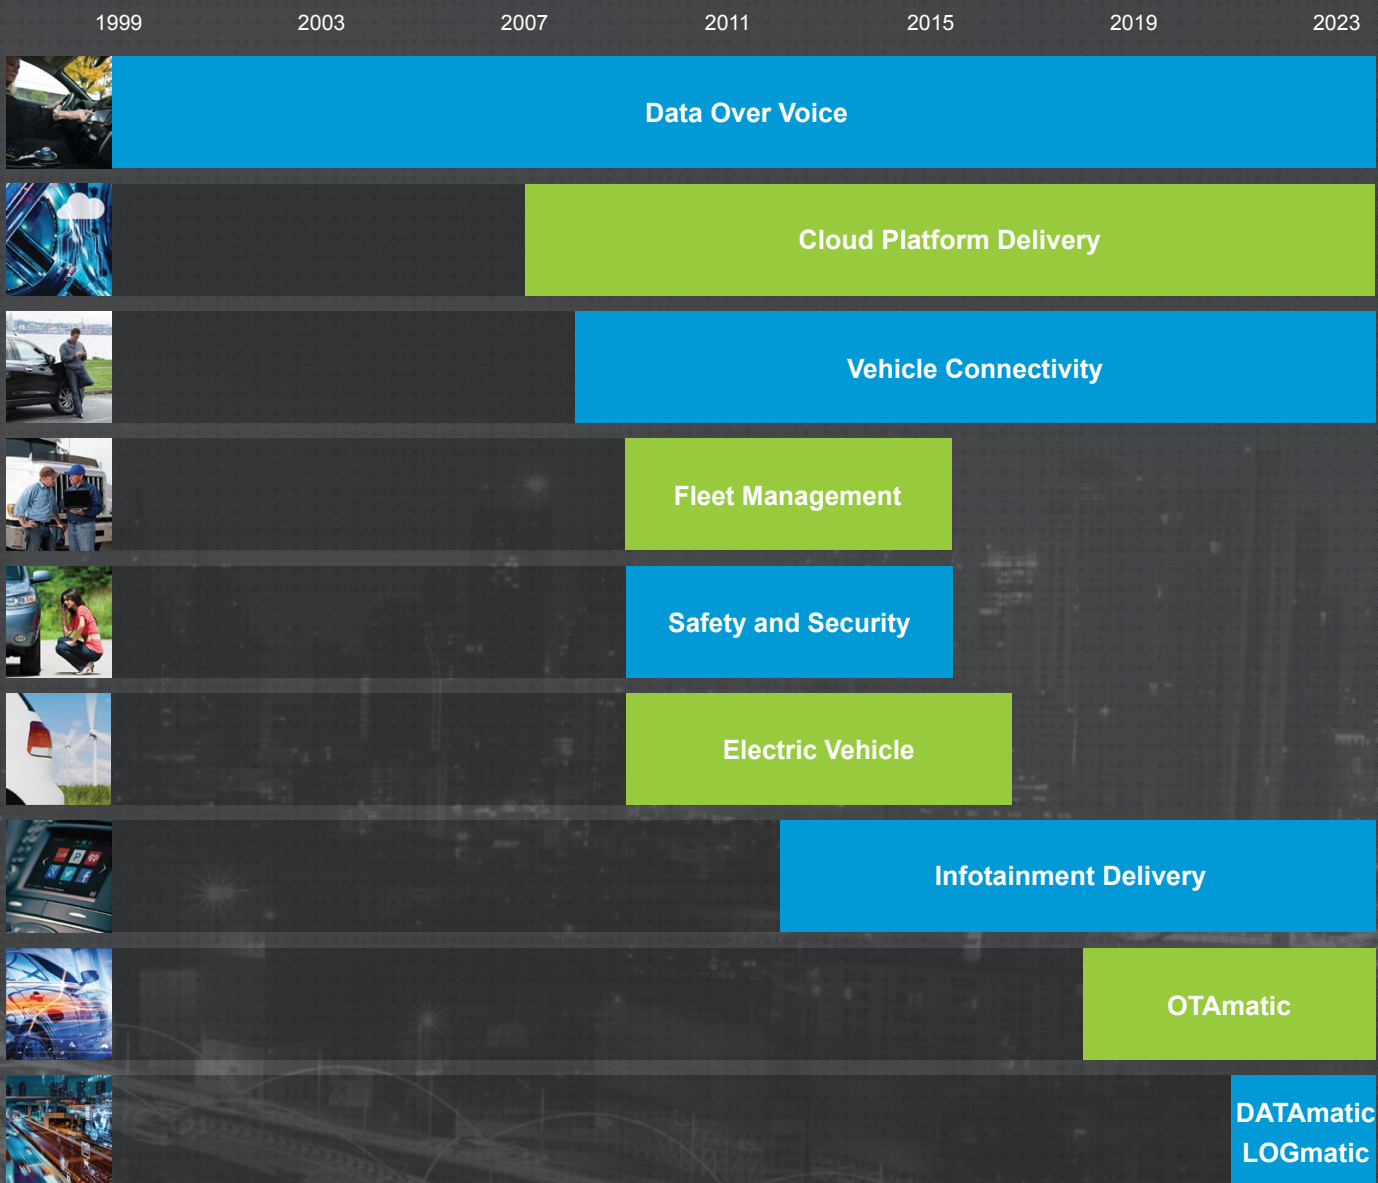 1999 2003 2007 2011 2015 2019 2023
Data Over Voice
Cloud Platform Delivery
Vehicle Connectivity
Fleet Management
Safety and Security
Electric Vehicle
Infotainment Delivery
OTAmatic
DATAmatic
LOGmatic